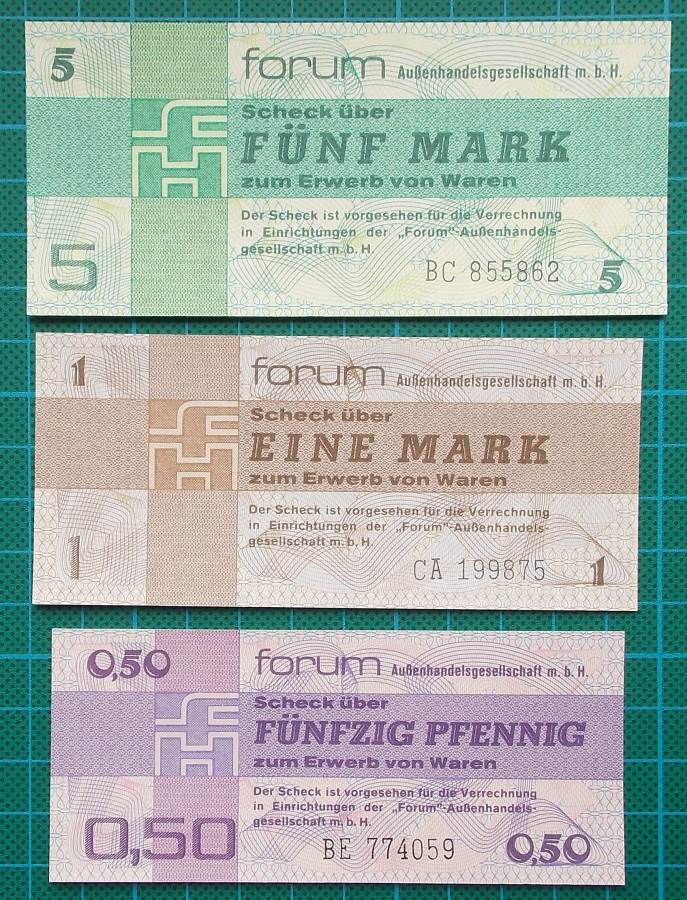 5
forum Außenhandelsgesellschaft m. b. H.
Scheck über
FÜNF MARK
zum Erwerb von Waren
Der Scheck ist vorgesehen für die Verrechnung
in Einrichtungen der „Forum"-Außenhandels-
gesellschaft m. b. H.
5
BC 855862
5
1
forum Außenhandelsgesellschaft m. b. H.
Scheck über
EINE MARK
zum Erwerb von Waren
Der Scheck ist vorgesehen für die Verrechnung
in Einrichtungen der „Forum"-Außenhandels-
gesellschaft m. b. H.
1
CA 199875
1
0,50
forum Außenhandelsgesellschaft m. b. H.
Scheck über
FÜNFZIG PFENNIG
zum Erwerb von Waren
Der Scheck ist vorgesehen für die Verrechnung
in Einrichtungen der „Forum"-Außenhandels-
gesellschaft m. b. H.
0,50
BE 774059
0,50